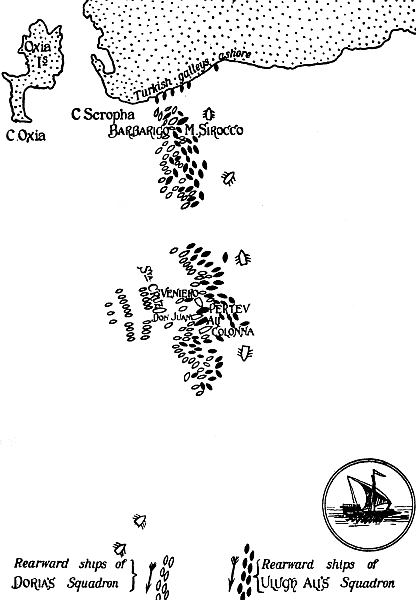 Oxia
Is
C. Oxia
Turkish galleys ashore
C Scropha
BARBARIGO M. SIROCCO
Sta CRUZ
VENIERO
DON JUAN
PERTEV
ALI
COLONNA
Rearward ships of
DORIA'S Squadron
Rearward ships of
ULUCH ALI'S Squadron